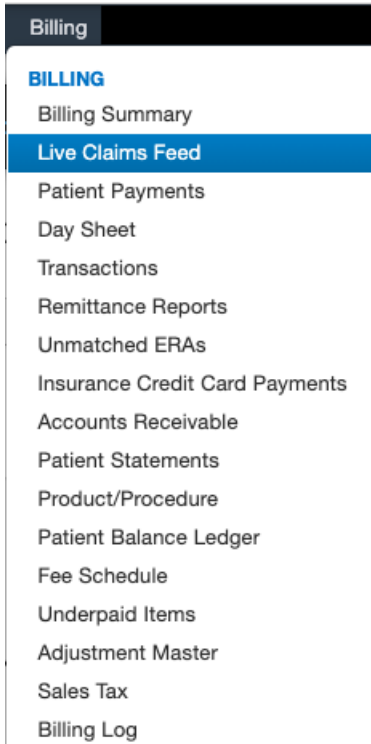 Billing
BILLING
Billing Summary
Live Claims Feed
Patient Payments
Day Sheet
Transactions
Remittance Reports
Unmatched ERAs
Insurance Credit Card Payments
Accounts Receivable
Patient Statements
Product/Procedure
Patient Balance Ledger
Fee Schedule
Underpaid Items
Adjustment Master
Sales Tax
Billing Log